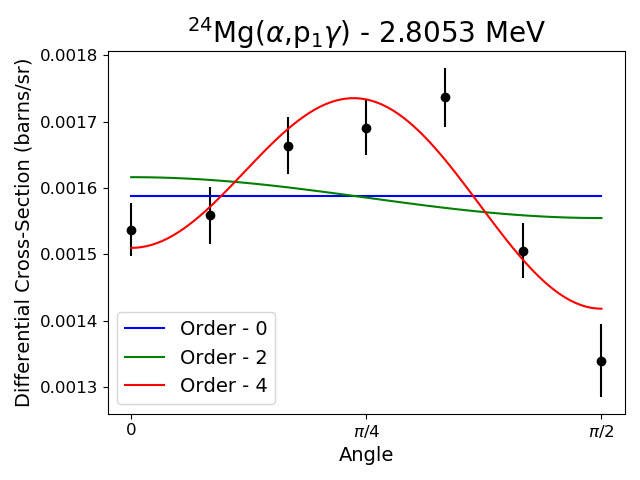 ²⁴Mg(α,p₁γ) - 2.8053 MeV
Differential Cross-Section (barns/sr)
0.0018
0.0017
0.0016
0.0015
0.0014
0.0013
Order - 0
Order - 2
Order - 4
0 π/4 π/2
Angle